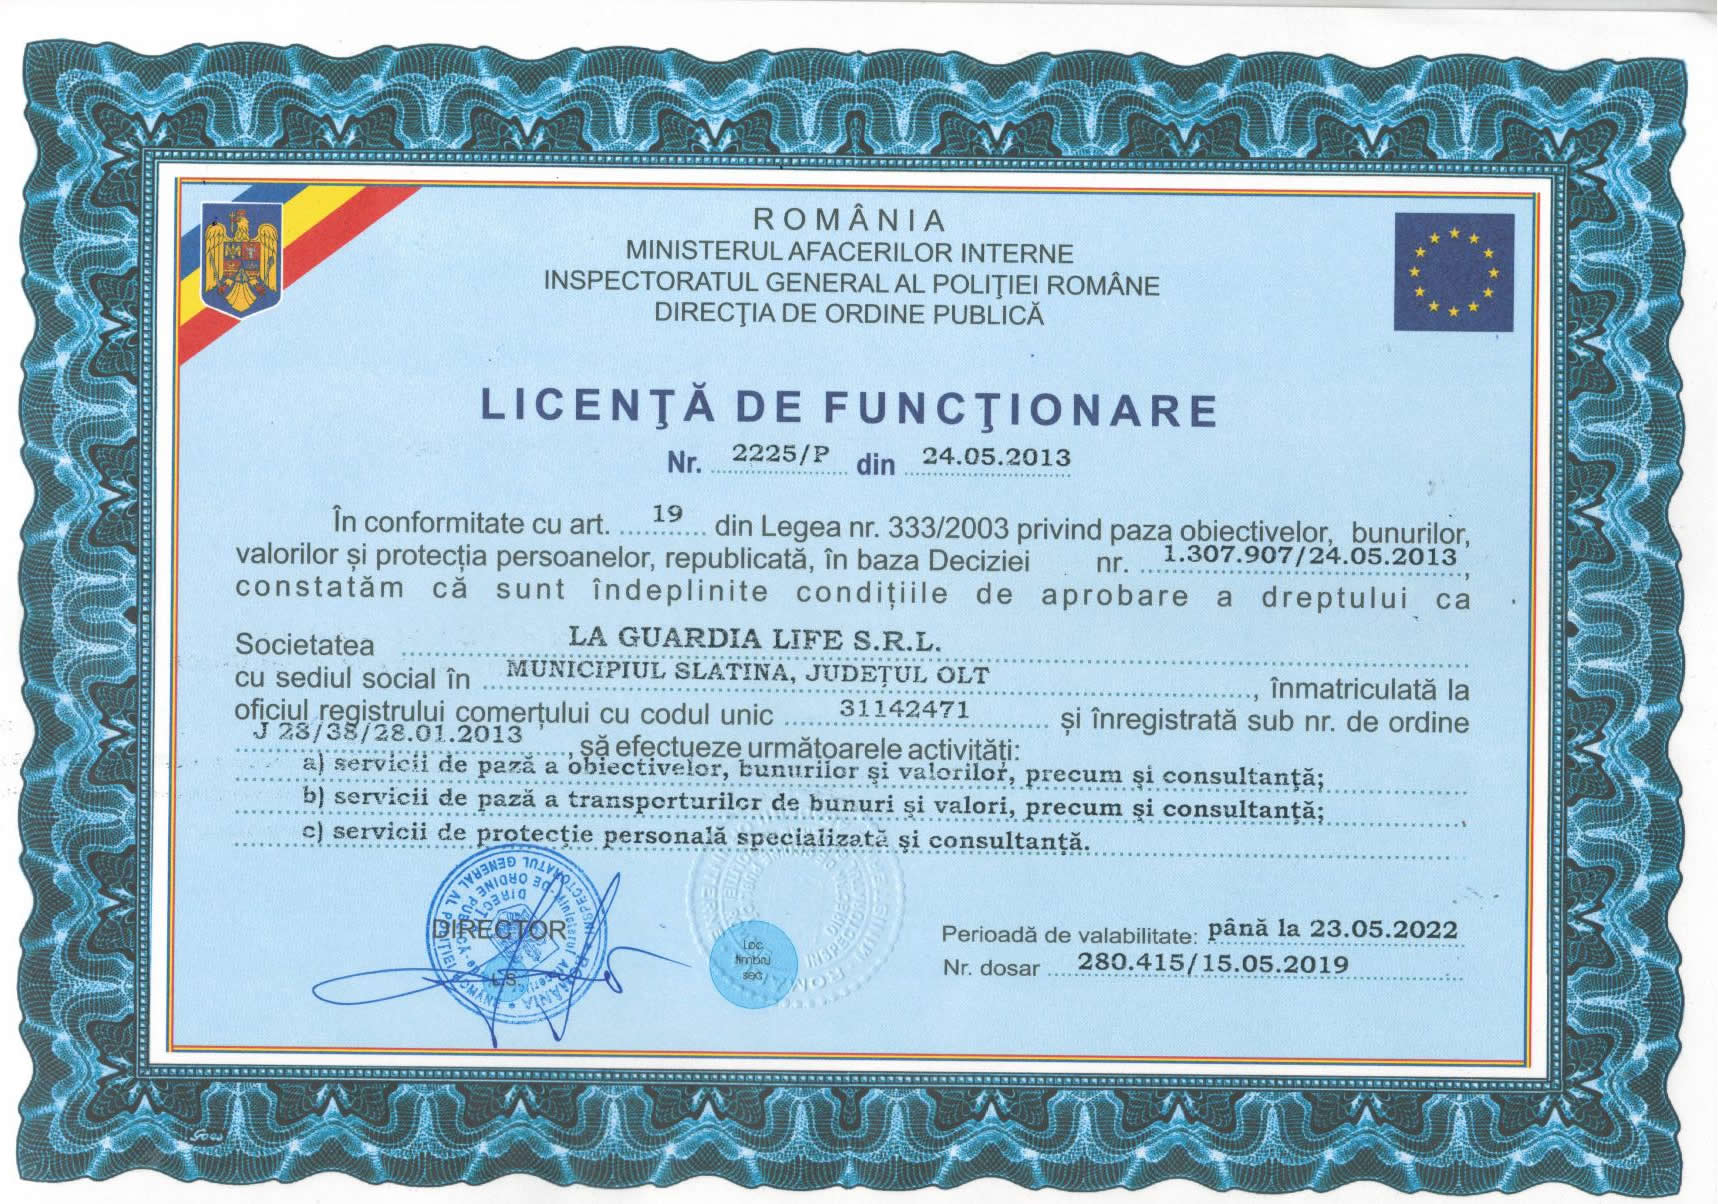 ROMÂNIA
MINISTERUL AFACERILOR INTERNE
INSPECTORATUL GENERAL AL POLIŢIEI ROMÂNE
DIRECŢIA DE ORDINE PUBLICĂ
LICENŢĂ DE FUNCŢIONARE
Nr. 2225/P din 24.05.2013
În conformitate cu art. 19 din Legea nr. 333/2003 privind paza obiectivelor, bunurilor,
valorilor și protecția persoanelor, republicată, în baza Deciziei nr. 1.307.907/24.05.2013,
constatăm că sunt îndeplinite condițiile de aprobare a dreptului ca
Societatea LA GUARDIA LIFE S.R.L.
cu sediul social în MUNICIPIUL SLATINA, JUDEŢUL OLT, înmatriculată la
oficiul registrului comerțului cu codul unic 31142471 și înregistrată sub nr. de ordine
J 28/38/28.01.2013, să efectueze următoarele activități:
a) servicii de pază a obiectivelor, bunurilor şi valorilor, precum şi consultanţă;
b) servicii de pază a transporturilor de bunuri şi valori, precum şi consultanţă;
c) servicii de protecţie personală specializată şi consultanţă.
DIRECTOR
L.S.
Loc
timbru
sec
Perioadă de valabilitate: până la 23.05.2022
Nr. dosar 280.415/15.05.2019